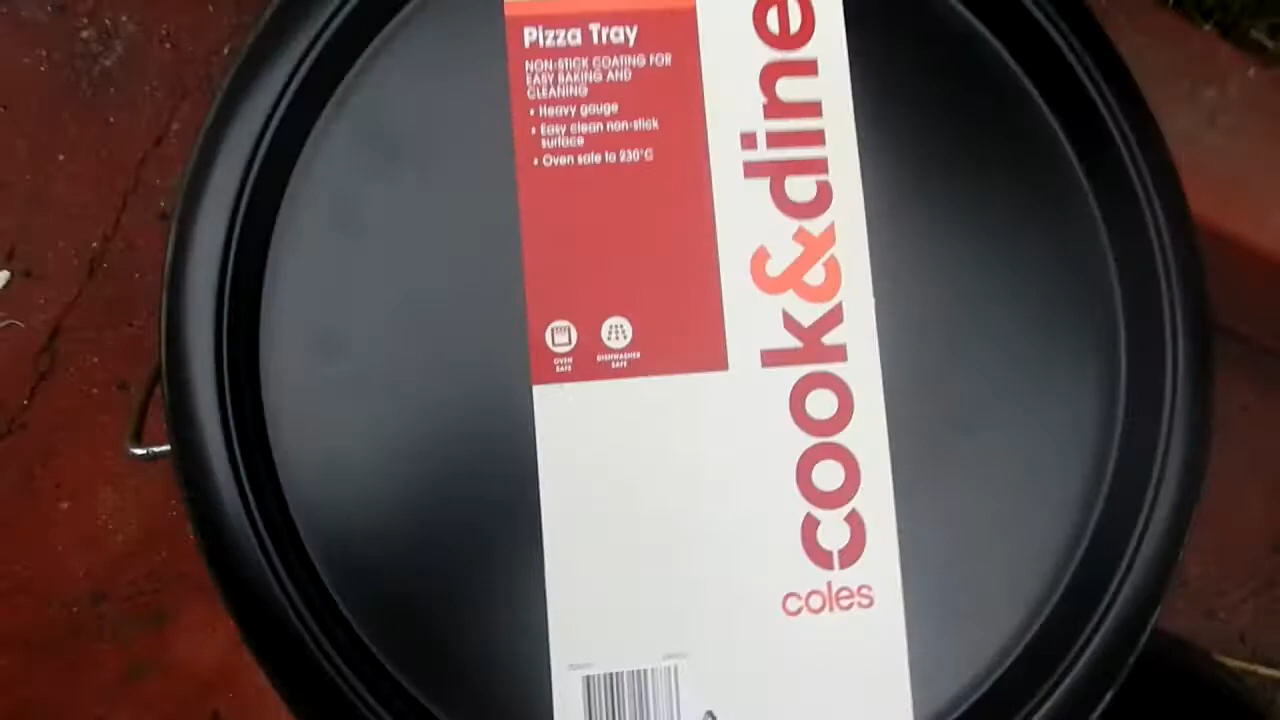 Pizza Tray
NON-STICK COATING FOR
EASY BAKING AND
CLEANING
• Heavy gauge
• Easy clean non-stick
surface
• Oven safe to 230°C
OVEN
SAFE
DISHWASHER
SAFE
cook&dine
coles